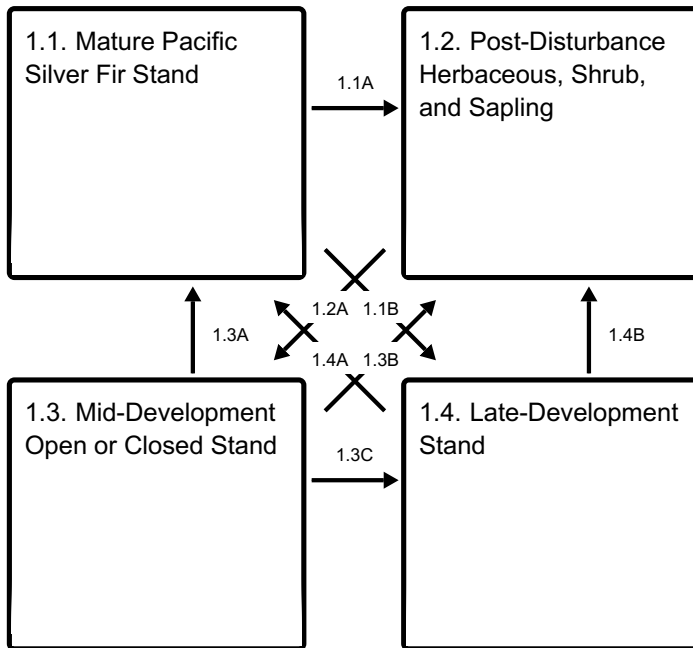 1.1. Mature Pacific
Silver Fir Stand
1.2. Post-Disturbance
Herbaceous, Shrub,
and Sapling
1.1A
1.2A
1.1B
1.3A
1.4A
1.3B
1.4B
1.3. Mid-Development
Open or Closed Stand
1.4. Late-Development
Stand
1.3C